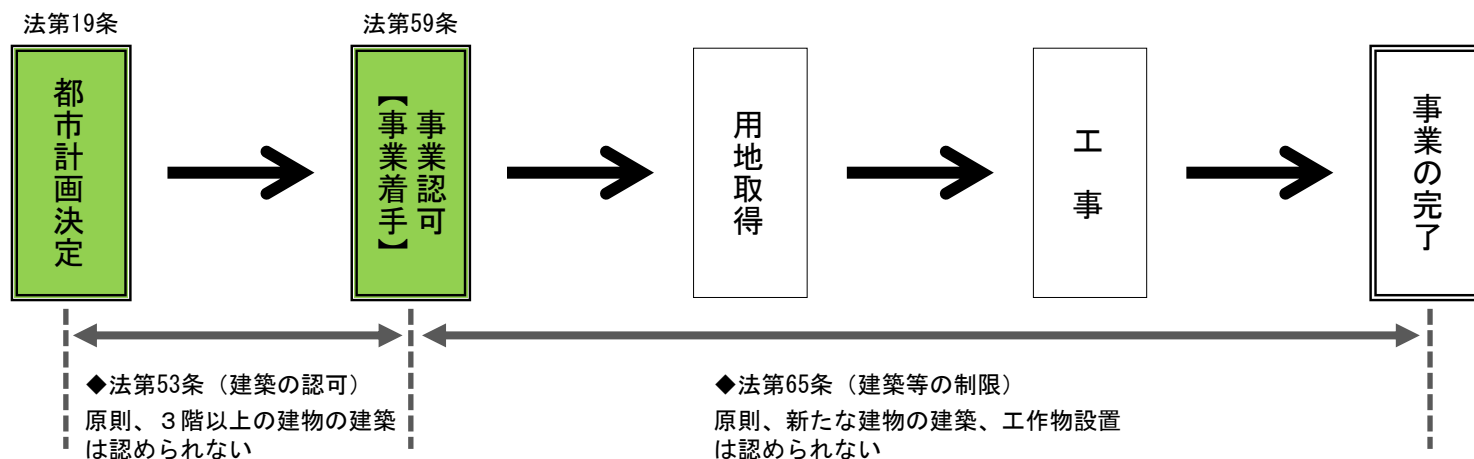 法第19条
法第59条
都市計画決定
事業認可
【事業着手】
用地取得
工事
事業の完了
◆法第53条（建築の認可）
原則、３階以上の建物の建築
は認められない
◆法第65条（建築等の制限）
原則、新たな建物の建築、工作物設置
は認められない